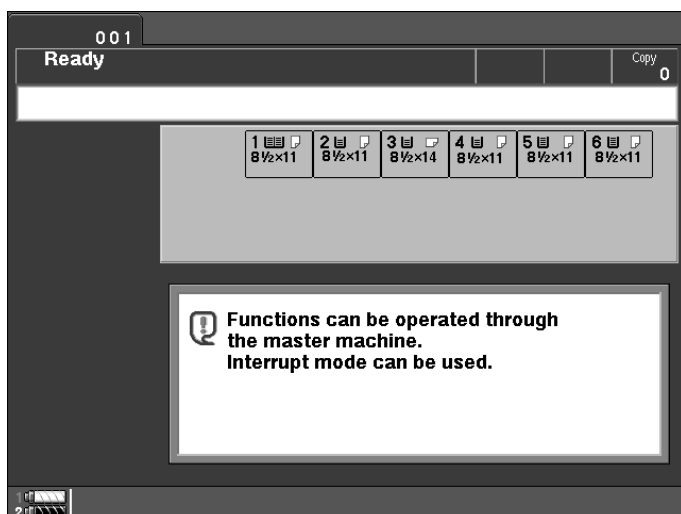 001
Ready
Copy
0
1 2 3 4 5 6
8½×11 8½×11 8½×14 8½×11 8½×11 8½×11
Functions can be operated through
the master machine.
Interrupt mode can be used.
1
2